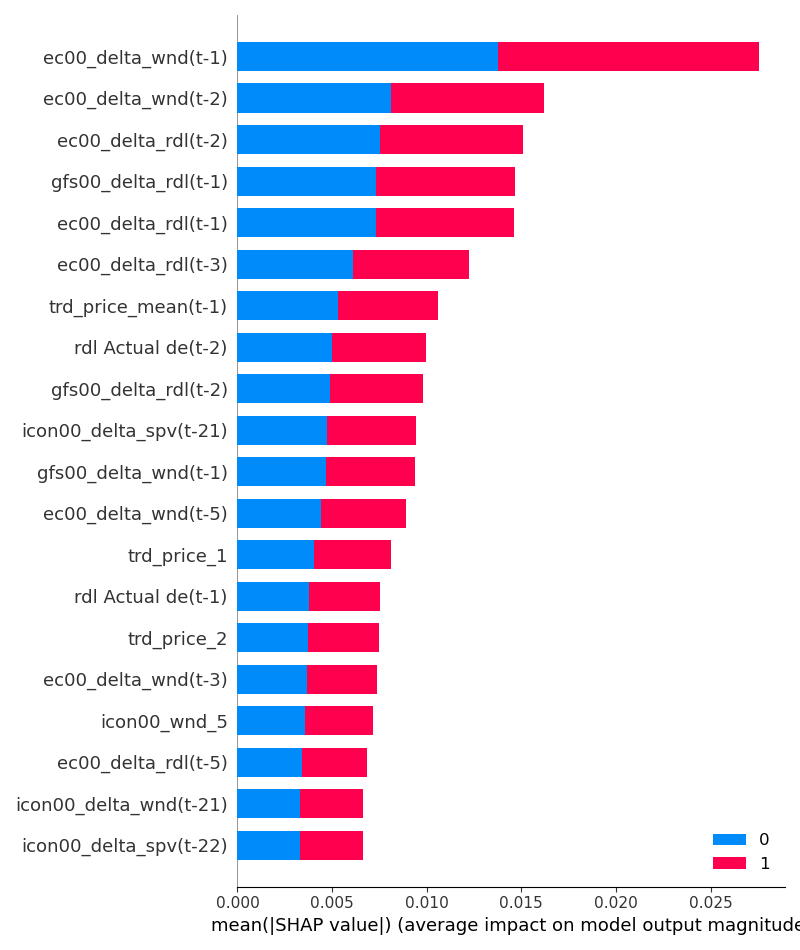 ec00_delta_wnd(t-1)
ec00_delta_wnd(t-2)
ec00_delta_rdl(t-2)
gfs00_delta_rdl(t-1)
ec00_delta_rdl(t-1)
ec00_delta_rdl(t-3)
trd_price_mean(t-1)
rdl Actual de(t-2)
gfs00_delta_rdl(t-2)
icon00_delta_spv(t-21)
gfs00_delta_wnd(t-1)
ec00_delta_wnd(t-5)
trd_price_1
rdl Actual de(t-1)
trd_price_2
ec00_delta_wnd(t-3)
icon00_wnd_5
ec00_delta_rdl(t-5)
icon00_delta_wnd(t-21)
icon00_delta_spv(t-22)
0
1
0.000 0.005 0.010 0.015 0.020 0.025
mean(|SHAP value|) (average impact on model output magnitude